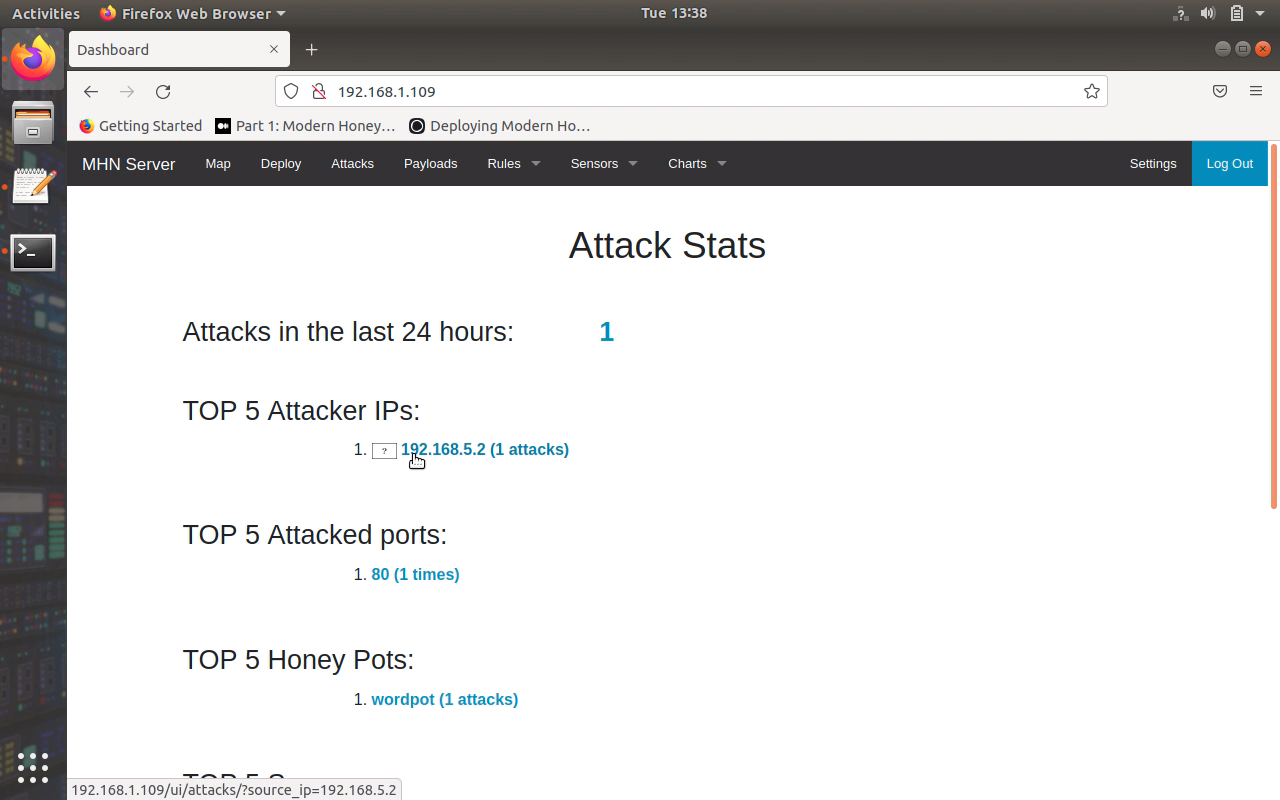 Activities Firefox Web Browser Tue 13:38
Dashboard
192.168.1.109
Getting Started Part 1: Modern Honey… Deploying Modern Ho…
MHN Server Map Deploy Attacks Payloads Rules Sensors Charts Settings Log Out
Attack Stats
Attacks in the last 24 hours: 1
TOP 5 Attacker IPs:
1. ? 192.168.5.2 (1 attacks)
TOP 5 Attacked ports:
1. 80 (1 times)
TOP 5 Honey Pots:
1. wordpot (1 attacks)
TOP 5
192.168.1.109/ui/attacks/?source_ip=192.168.5.2